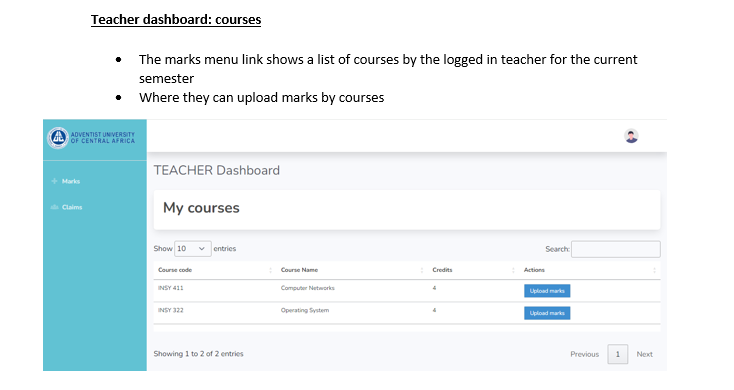 Teacher dashboard: courses
• The marks menu link shows a list of courses by the logged in teacher for the current
semester
• Where they can upload marks by courses
ADVENTIST UNIVERSITY
OF CENTRAL AFRICA
TEACHER Dashboard
Marks
Claims
My courses
Show 10 entries Search:
Course code Course Name Credits Actions
INSY 411 Computer Networks 4 Upload marks
INSY 322 Operating System 4 Upload marks
Showing 1 to 2 of 2 entries Previous 1 Next